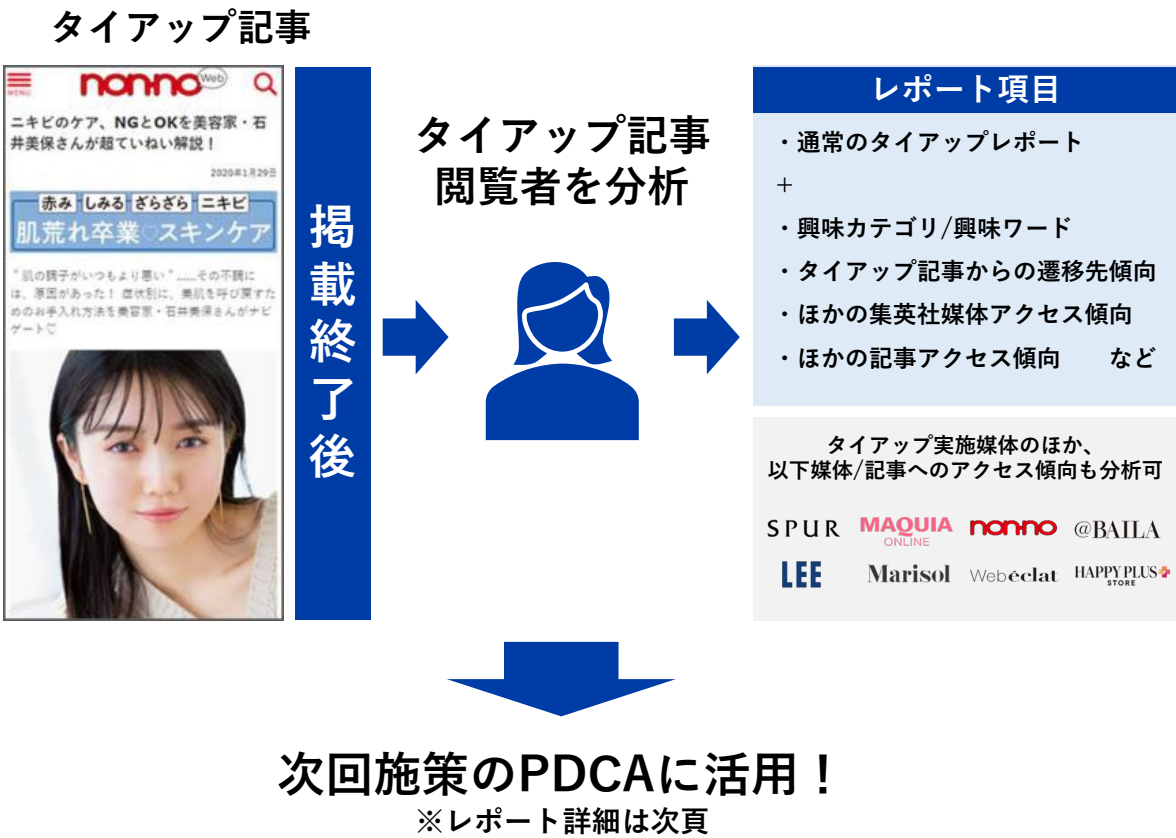 タイアップ記事
MENU
non-no Web
ニキビのケア、NGとOKを美容家・石
井美保さんが超ていねい解説！
2020年1月29日
赤み しみる ざらざら ニキビ
肌荒れ卒業♡スキンケア
"肌の調子がいつもより悪い"……その不調に
は、原因があった！ 症状別に、美肌を呼び戻すた
めのお手入れ方法を美容家・石井美保さんがナビ
ゲート♡
掲載終了後
タイアップ記事
閲覧者を分析
レポート項目
・通常のタイアップレポート
+
・興味カテゴリ/興味ワード
・タイアップ記事からの遷移先傾向
・ほかの集英社媒体アクセス傾向
・ほかの記事アクセス傾向　など
タイアップ実施媒体のほか、
以下媒体/記事へのアクセス傾向も分析可
SPUR MAQUIA ONLINE non-no @BAILA
LEE Marisol Webéclat HAPPY PLUS STORE
次回施策のPDCAに活用！
※レポート詳細は次頁